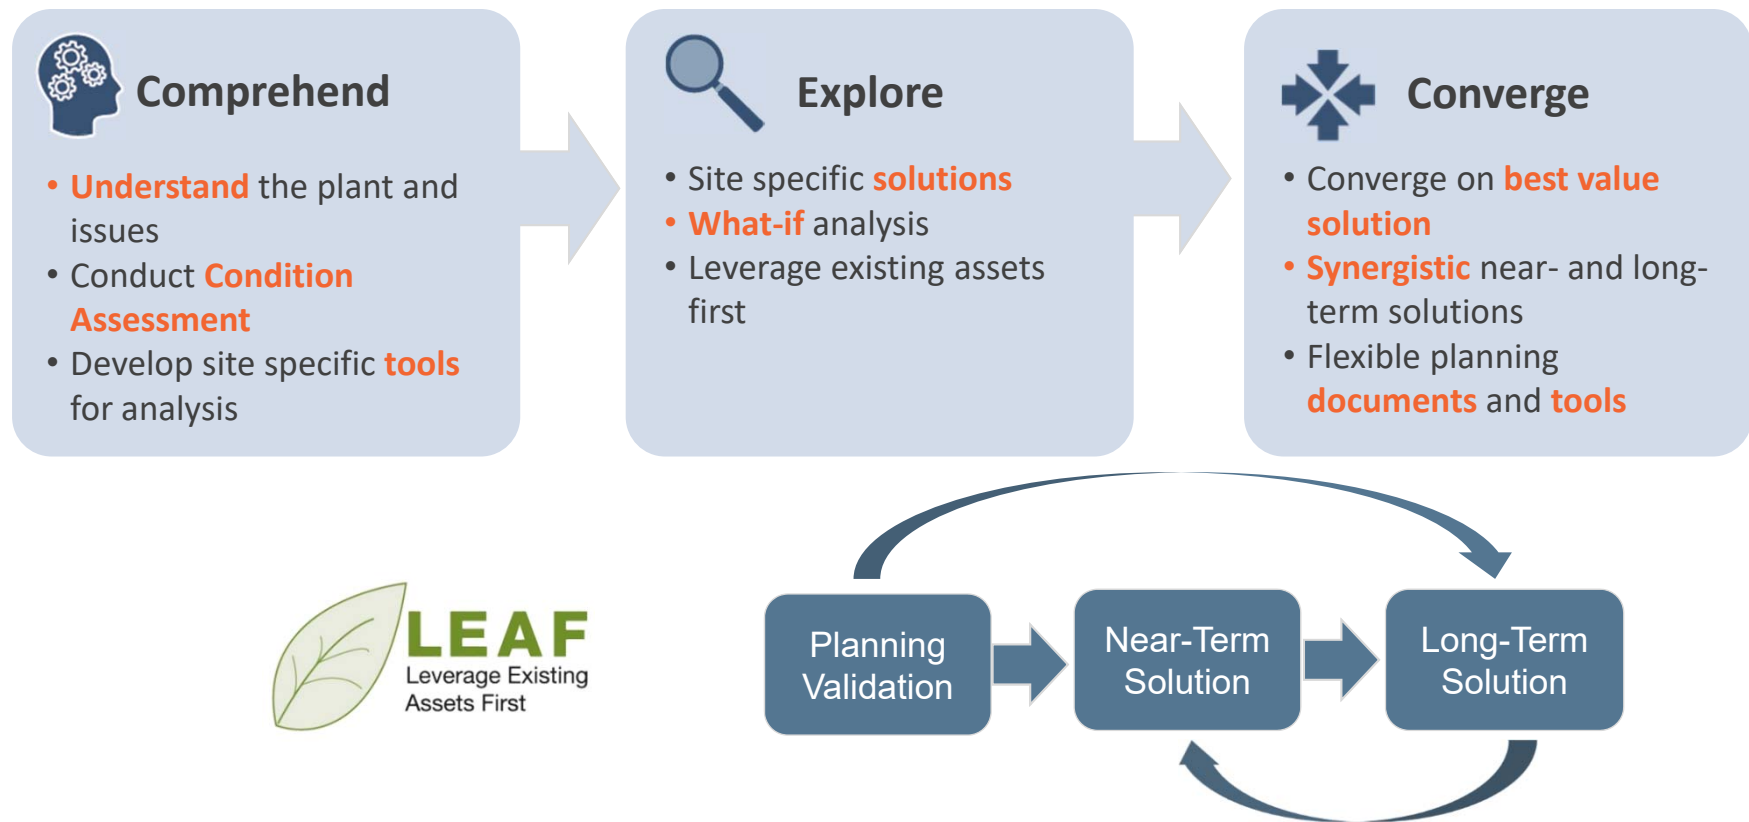 Comprehend
• Understand the plant and
issues
• Conduct Condition
Assessment
• Develop site specific tools
for analysis
Explore
• Site specific solutions
• What-if analysis
• Leverage existing assets
first
Converge
• Converge on best value
solution
• Synergistic near- and long-
term solutions
• Flexible planning
documents and tools
LEAF
Leverage Existing
Assets First
Planning
Validation
Near-Term
Solution
Long-Term
Solution